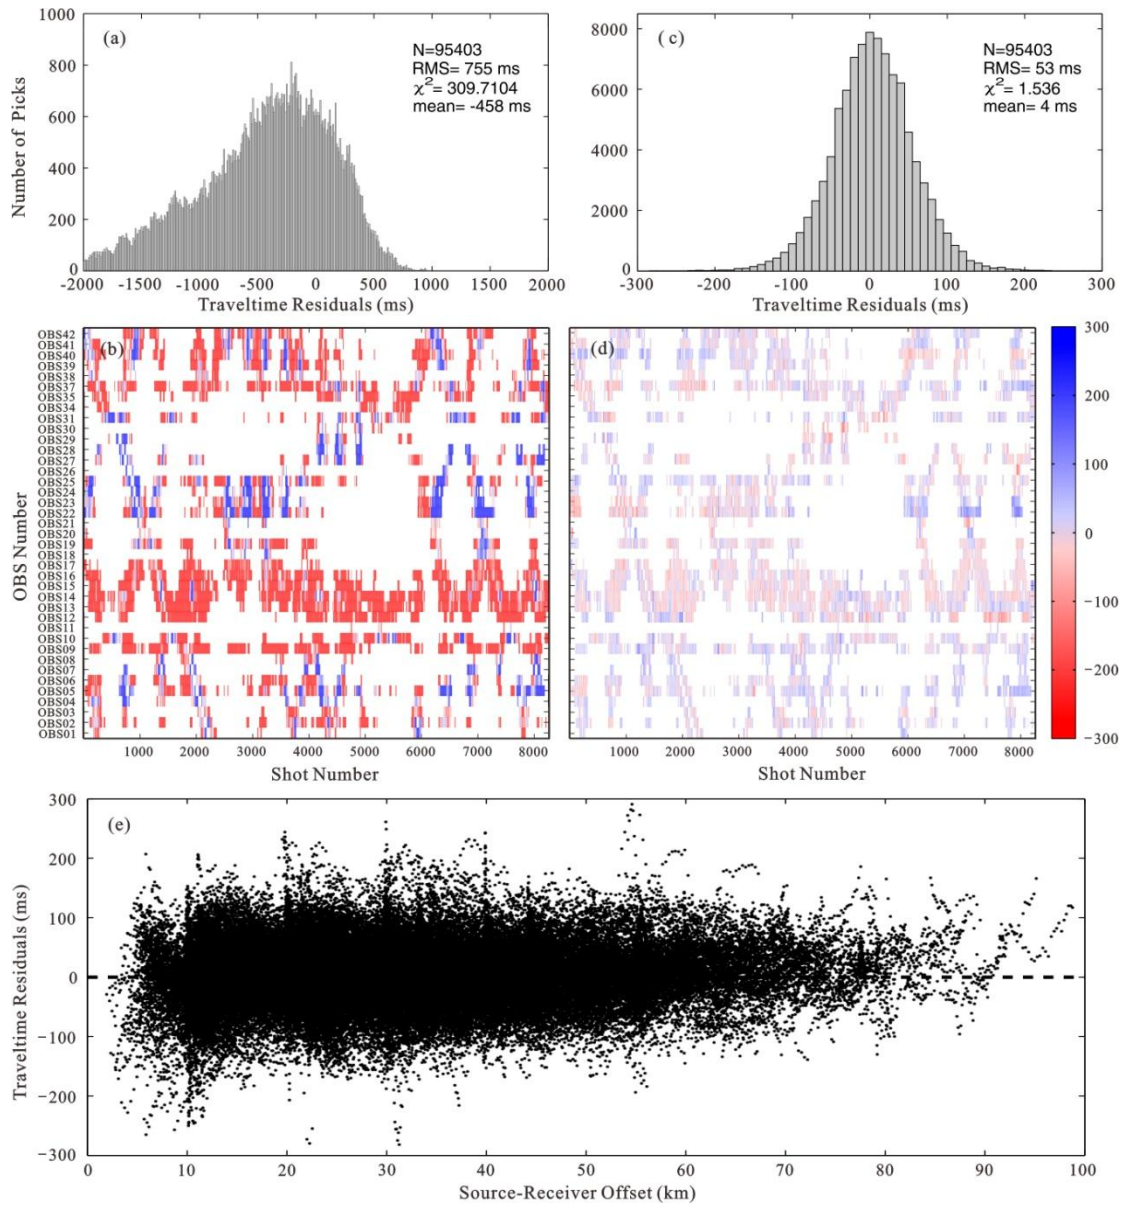 (a)
N=95403
RMS= 755 ms
χ²= 309.7104
mean= -458 ms
1000
800
600
400
200
0
Number of Picks
-2000 -1500 -1000 -500 0 500 1000 1500 2000
Traveltime Residuals (ms)
( c )
N=95403
RMS= 53 ms
χ²= 1.536
mean= 4 ms
8000
6000
4000
2000
0
-300 -200 -100 0 100 200 300
Traveltime Residuals (ms)
(b)
OBS42
OBS41
OBS40
OBS39
OBS38
OBS37
OBS35
OBS34
OBS31
OBS30
OBS29
OBS28
OBS27
OBS26
OBS25
OBS24
OBS23
OBS22
OBS21
OBS20
OBS19
OBS18
OBS17
OBS16
OBS15
OBS14
OBS13
OBS12
OBS11
OBS10
OBS09
OBS08
OBS07
OBS06
OBS05
OBS04
OBS03
OBS02
OBS01
OBS Number
1000 2000 3000 4000 5000 6000 7000 8000
Shot Number
(d)
1000 2000 3000 4000 5000 6000 7000 8000
Shot Number
300
200
100
0
−100
−200
−300
(e)
300
200
100
0
−100
−200
−300
Traveltime Residuals (ms)
0 10 20 30 40 50 60 70 80 90 100
Source-Receiver Offset (km)